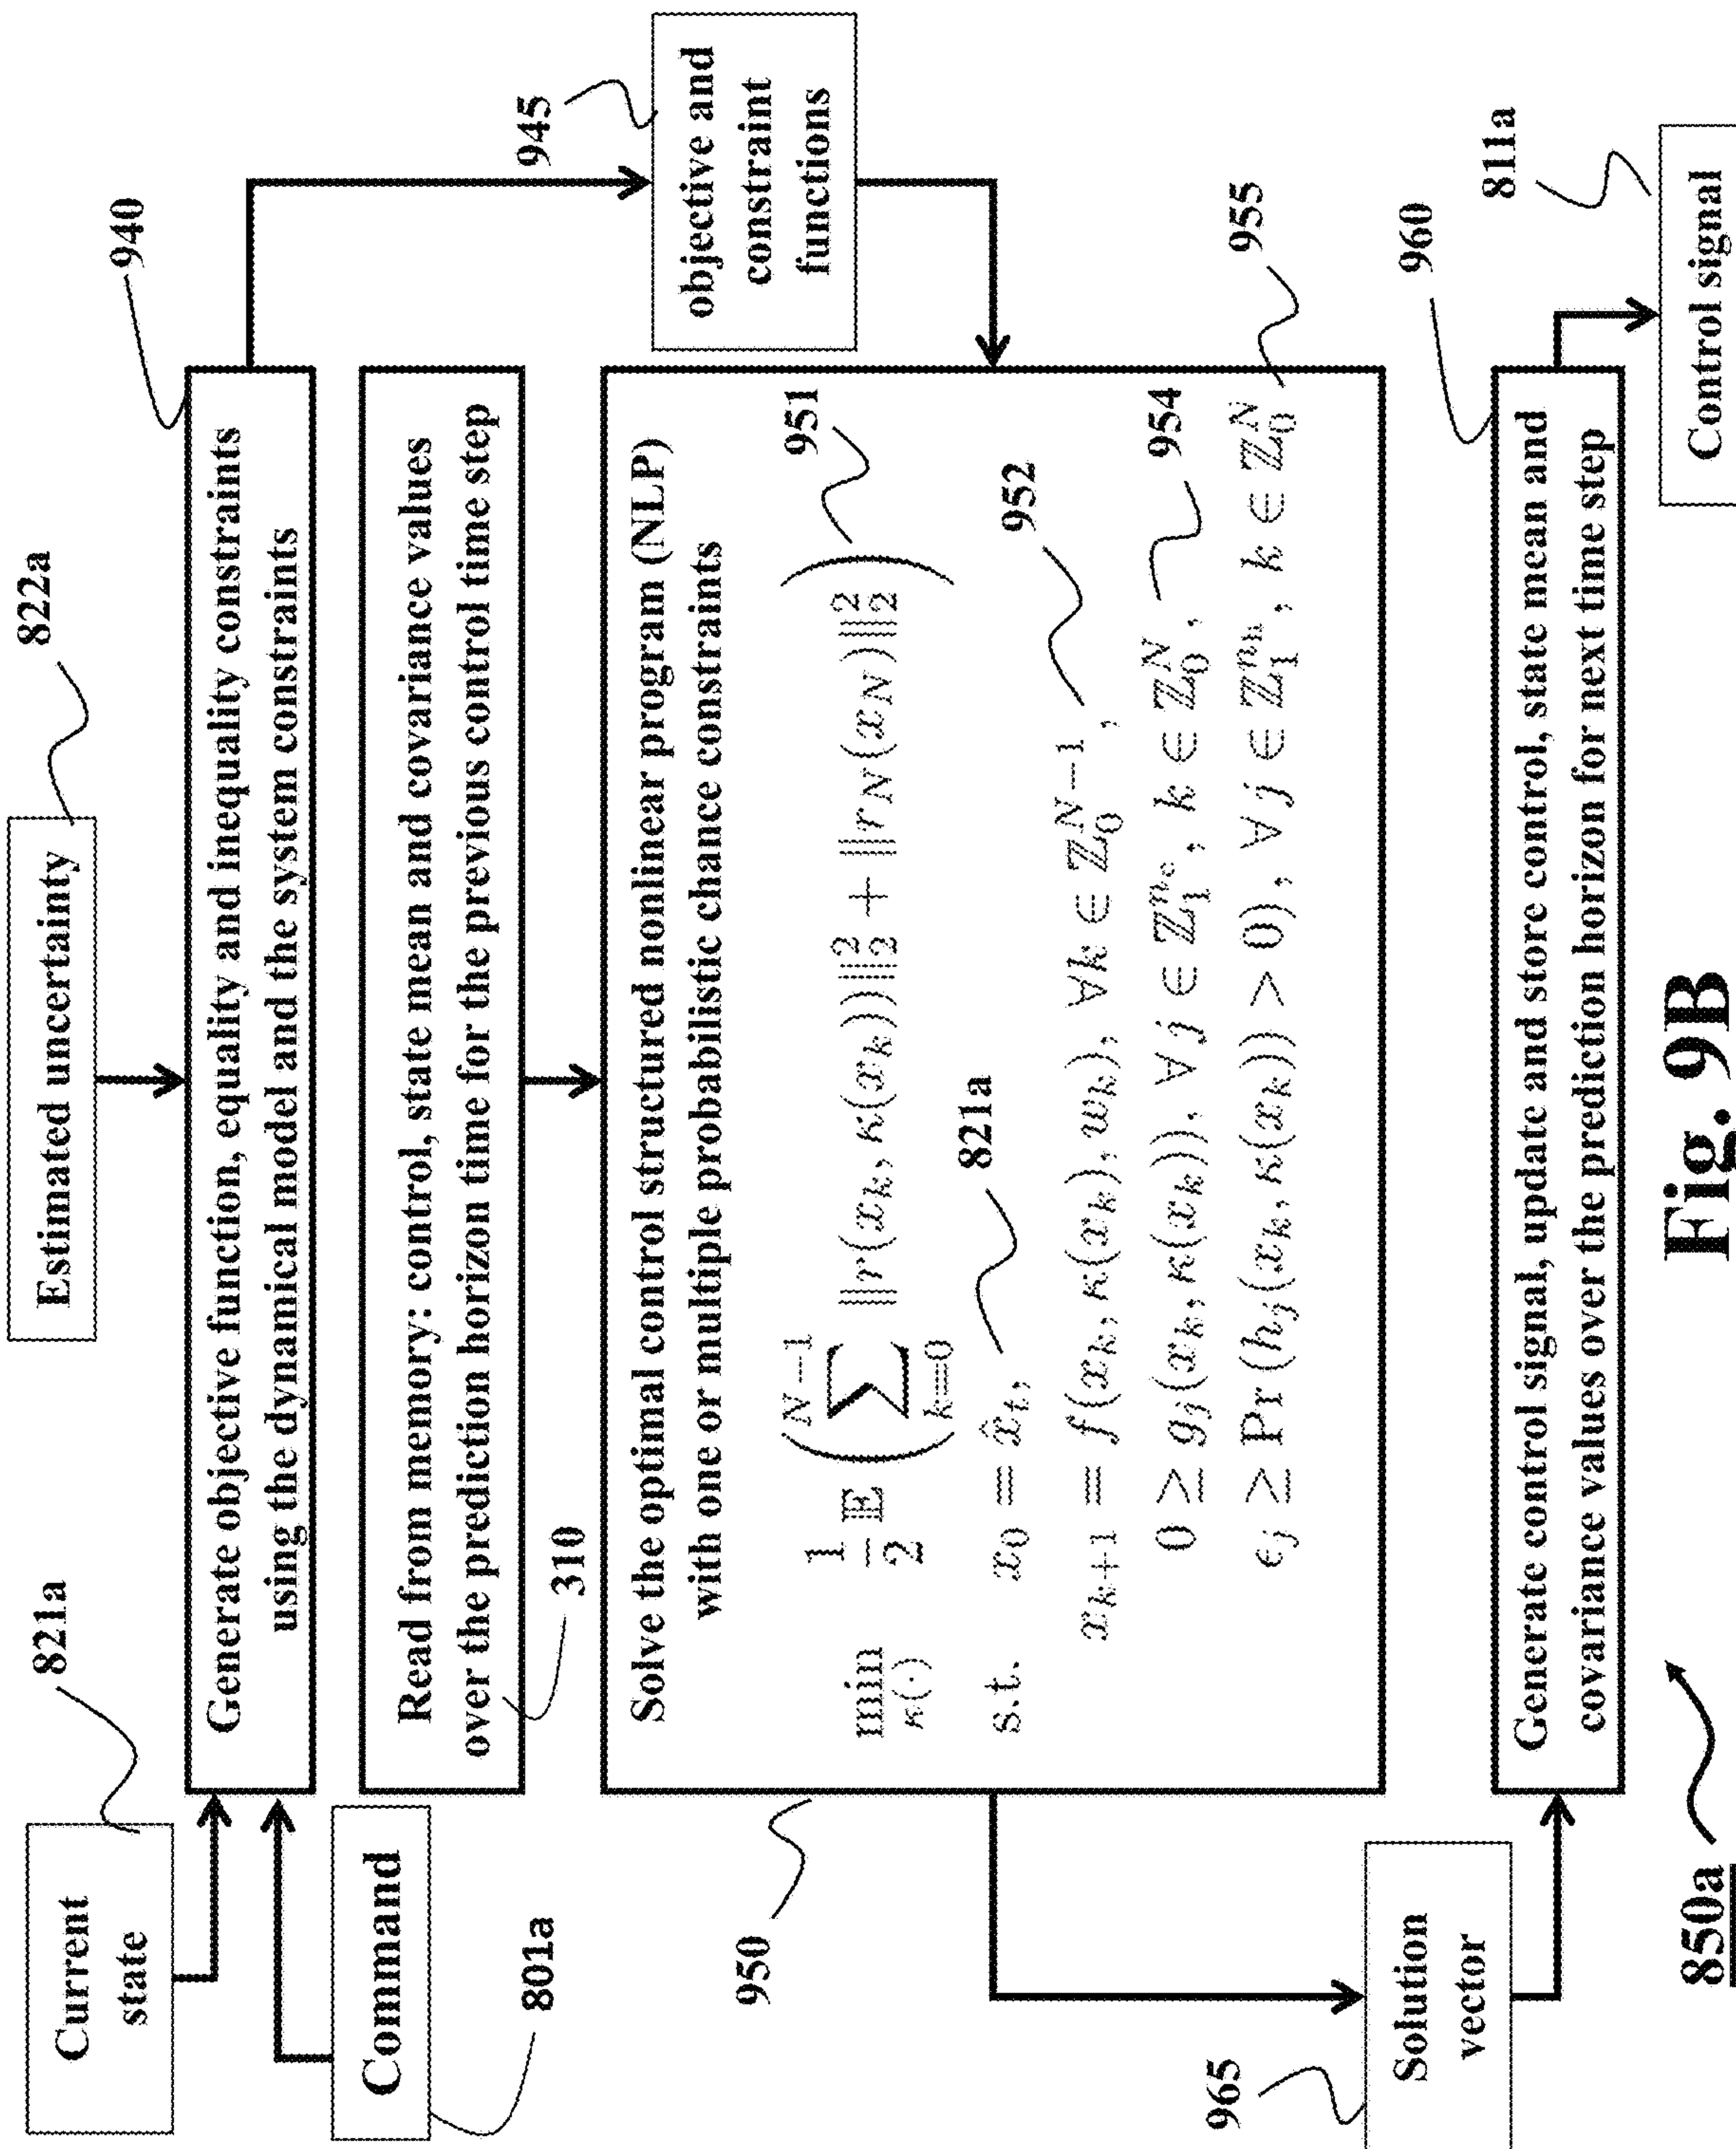 Estimated uncertainty
822a
Current
state
821a
Command
801a
940
Generate objective function, equality and inequality constraints
using the dynamical model and the system constraints
Read from memory: control, state mean and covariance values
over the prediction horizon time for the previous control time step
310
945
objective and
constraint
functions
Solve the optimal control structured nonlinear program (NLP)
with one or multiple probabilistic chance constraints
950
951
min_{κ(·)} 1/2 𝔼 ( ∑_{k=0}^{N−1} ‖r(x_k, κ(x_k))‖_2^2 + ‖r_N(x_N)‖_2^2 )
821a
s.t. x_0 = x̂_t,
952
x_{k+1} = f(x_k, κ(x_k), w_k), ∀k ∈ ℤ_0^{N−1},
954
0 ≥ g_j(x_k, κ(x_k)), ∀j ∈ ℤ_1^{n_c}, k ∈ ℤ_0^N,
955
ϵ_j ≥ Pr(h_j(x_k, κ(x_k)) > 0), ∀j ∈ ℤ_1^{n_h}, k ∈ ℤ_0^N
965
Solution
vector
960
Generate control signal, update and store control, state mean and
covariance values over the prediction horizon for next time step
811a
Control signal
850a
Fig. 9B